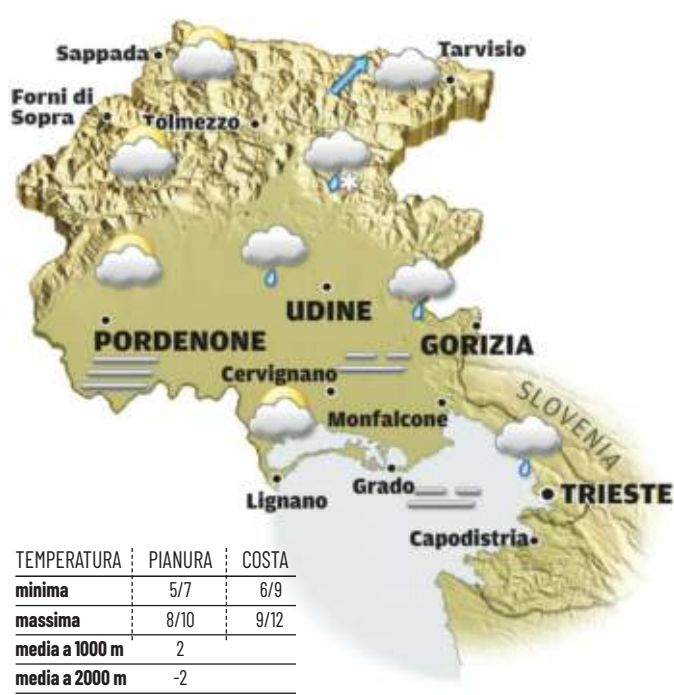 Sappada
Tarvisio
Forni di
Sopra
Tolmezzo
UDINE
PORDENONE
GORIZIA
Cervignano
SLOVENIA
Monfalcone
Grado
TRIESTE
Lignano
Capodistria
TEMPERATURA PIANURA COSTA
minima 5/7 6/9
massima 8/10 9/12
media a 1000 m 2
media a 2000 m -2